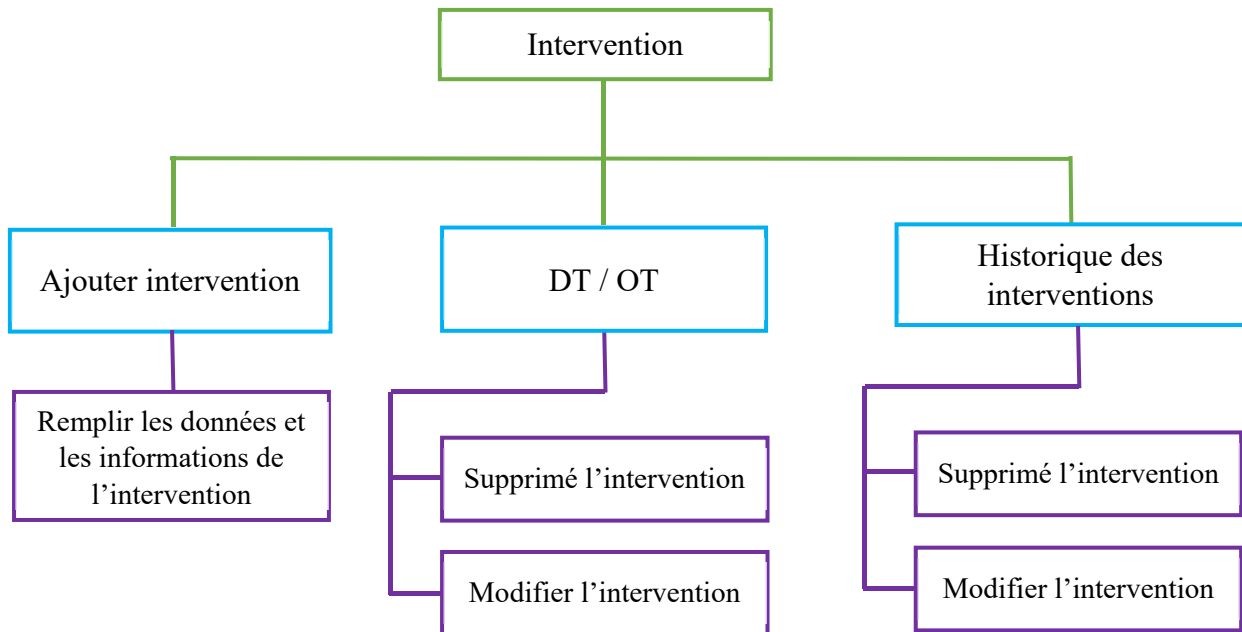 Intervention
Ajouter intervention
DT / OT
Historique des
interventions
Remplir les données et
les informations de
l’intervention
Supprimé l’intervention
Modifier l’intervention
Supprimé l’intervention
Modifier l’intervention